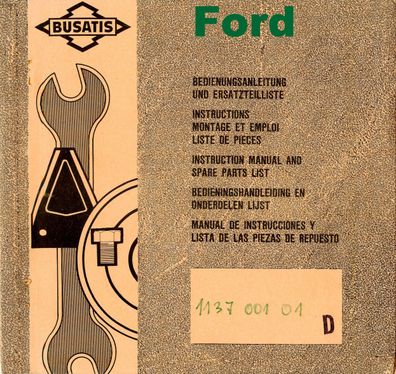 BUSATIS
Ford
BEDIENUNGSANLEITUNG
UND ERSATZTEILLISTE
INSTRUCTIONS
MONTAGE ET EMPLOI
LISTE DE PIECES
INSTRUCTION MANUAL AND
SPARE PARTS LIST
BEDIENINGSHANDLEIDING EN
ONDERDELEN LIJST
MANUAL DE INSTRUCCIONES Y
LISTA DE LAS PIEZAS DE REPUESTO
1137 001 01
D